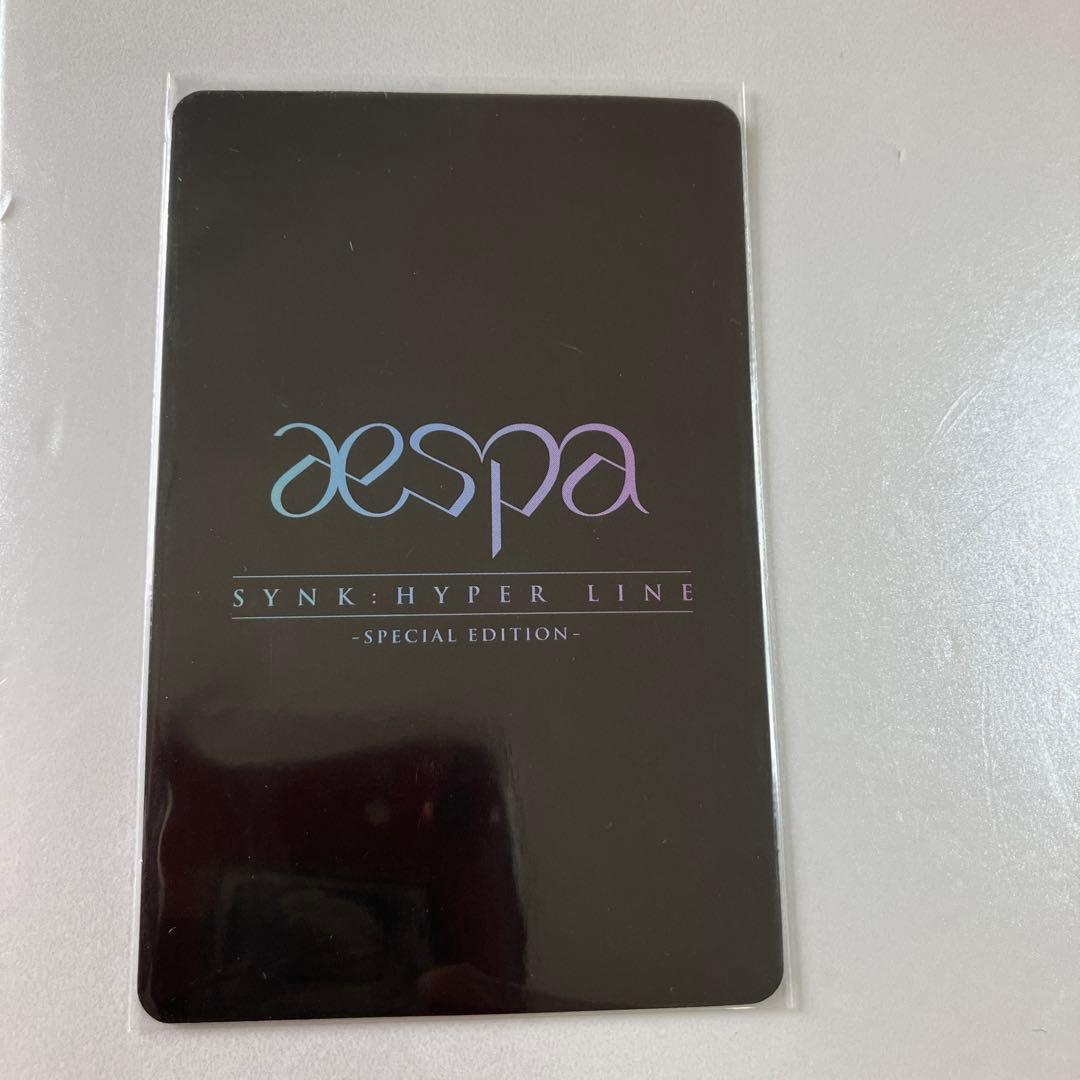 aespa
SYNK : HYPER LINE
-SPECIAL EDITION-